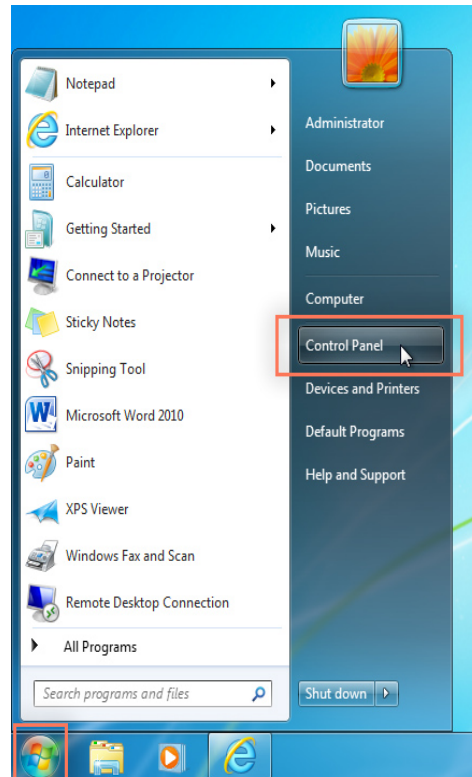 Notepad
Internet Explorer
Calculator
Getting Started
Connect to a Projector
Sticky Notes
Snipping Tool
Microsoft Word 2010
Paint
XPS Viewer
Windows Fax and Scan
Remote Desktop Connection
All Programs
Search programs and files
Administrator
Documents
Pictures
Music
Computer
Control Panel
Devices and Printers
Default Programs
Help and Support
Shut down